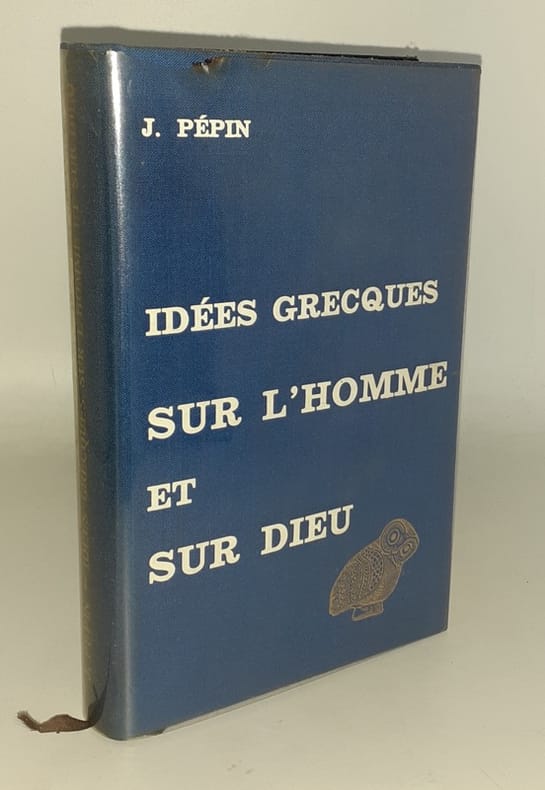 J. PÉPIN
IDÉES GRECQUES
SUR L'HOMME
ET
SUR DIEU